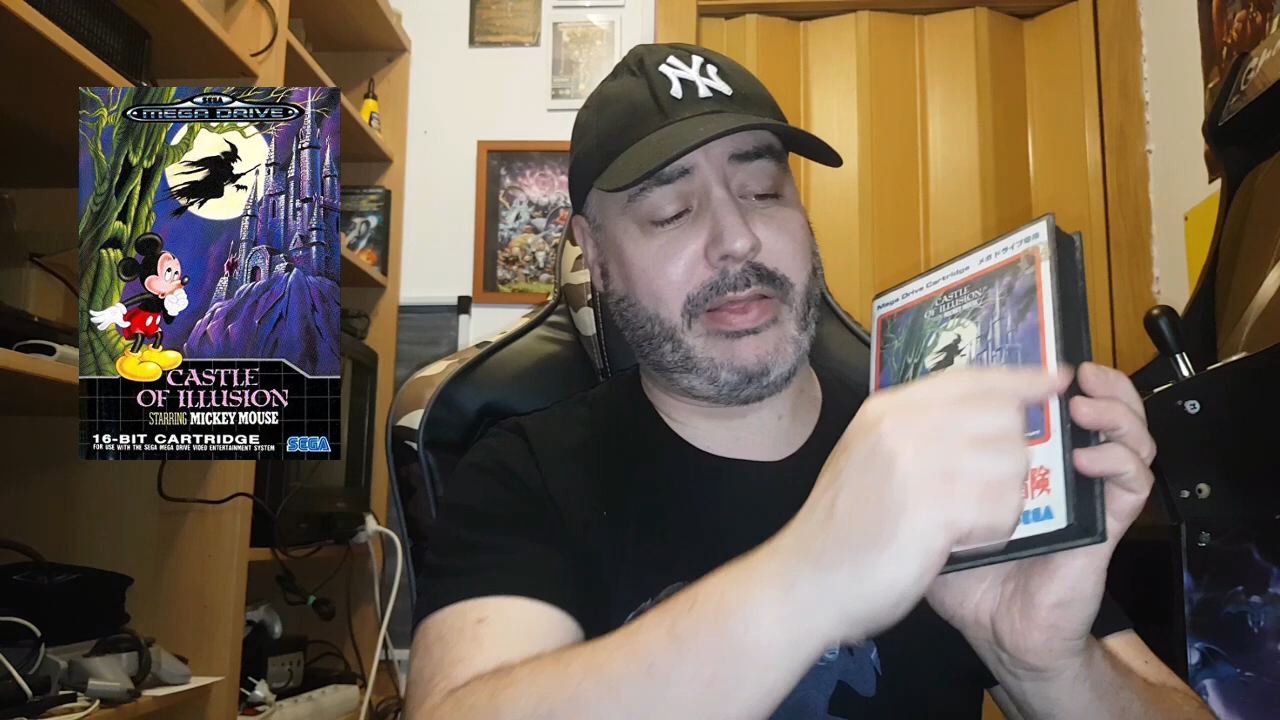 SEGA
MEGA DRIVE
CASTLE
OF ILLUSION
STARRING MICKEY MOUSE
16-BIT CARTRIDGE
FOR USE WITH THE SEGA MEGA DRIVE VIDEO ENTERTAINMENT SYSTEM
SEGA
NY
Mega Drive Cartridge メガドライブ専用
CASTLE
OF ILLUSION
険
SEGA